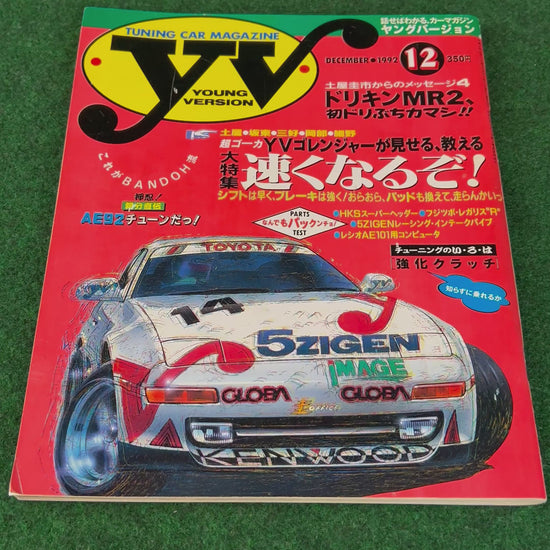 話せばわかる、カーマガジン
ヤングバージョン
TUNING CAR MAGAZINE
YV
YOUNG
VERSION
DECEMBER●1992 12 350円
土屋圭市からのメッセージ4
ドリキンMR2、
初ドリぶちカマシ!!
土屋●坂東●三好●岡部●織野
超ゴーカ YVゴレンジャーが見せる、教える
大特集 速くなるぞ!
シフトは早く、ブレーキは強く!おらおら、パッドも換えて、走らんかいっ
これがBANDOH流
AE92チューンだっ!
PARTS
なんでもパックンチョ!
TEST
●HKSスーパーヘッダー●フジツボ・レガリス"R"
●5ZIGENレーシング・インテークパイプ
●レシオAE101用コンピュータ
チューニングのい・ろ・は
[強化クラッチ]
知らずに乗れるか
TOYOTA
14
5ZIGEN
iMAGE
GLOBA GLOBA
OFFICE
KENWOOD